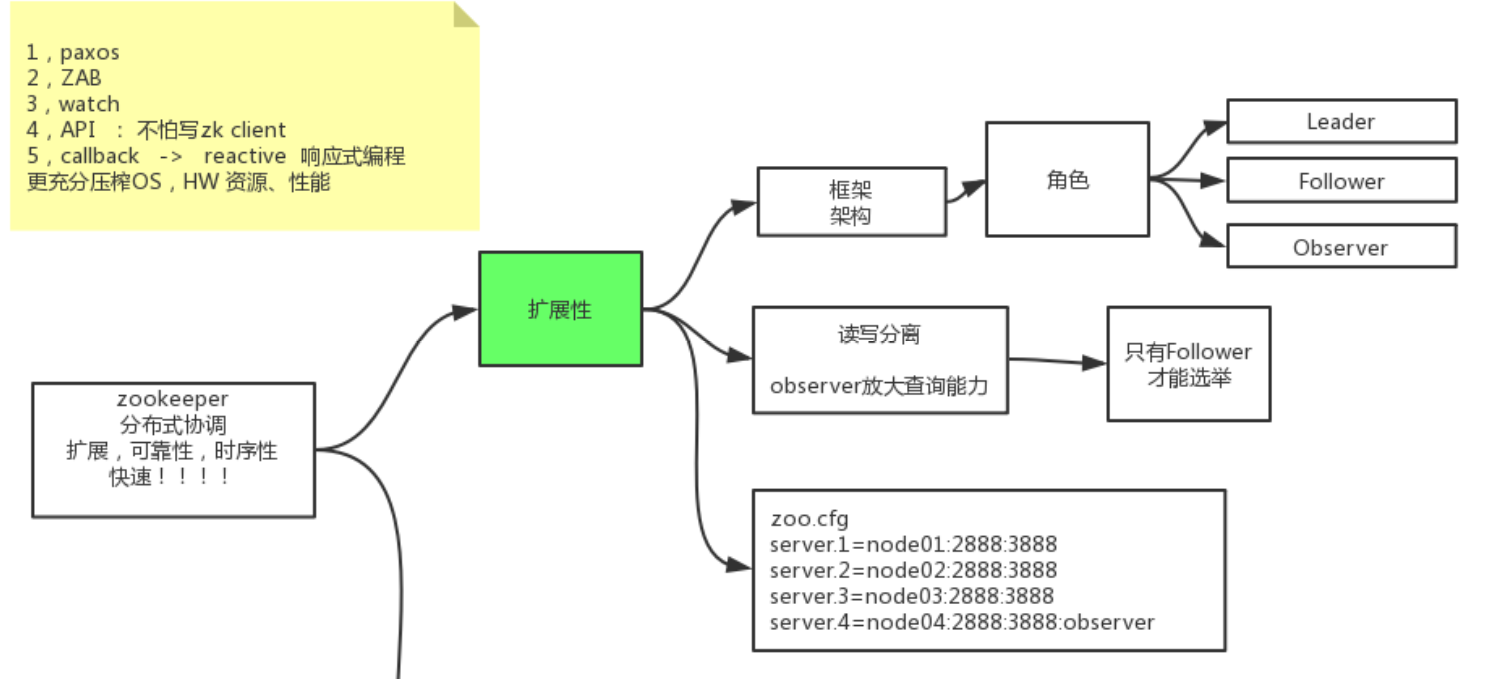 1，paxos
2，ZAB
3，watch
4，API ： 不怕写zk client
5，callback -> reactive 响应式编程
更充分压榨OS，HW 资源、性能
zookeeper
分布式协调
扩展，可靠性，时序性
快速！！！！
扩展性
框架
架构
角色
Leader
Follower
Observer
读写分离
observer放大查询能力
只有Follower
才能选举
zoo.cfg
server.1=node01:2888:3888
server.2=node02:2888:3888
server.3=node03:2888:3888
server.4=node04:2888:3888:observer